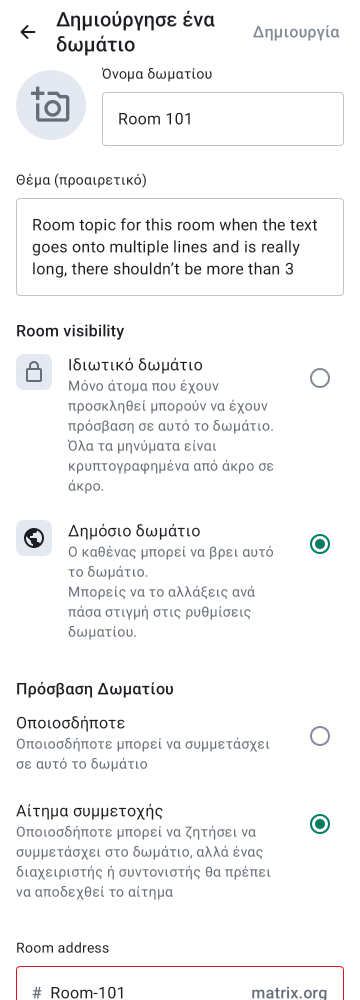 Δημιούργησε ένα
δωμάτιο
Δημιουργία
Όνομα δωματίου
Room 101
Θέμα (προαιρετικό)
Room topic for this room when the text
goes onto multiple lines and is really
long, there shouldn’t be more than 3
Room visibility
Ιδιωτικό δωμάτιο
Μόνο άτομα που έχουν
προσκληθεί μπορούν να έχουν
πρόσβαση σε αυτό το δωμάτιο.
Όλα τα μηνύματα είναι
κρυπτογραφημένα από άκρο σε
άκρο.
Δημόσιο δωμάτιο
Ο καθένας μπορεί να βρει αυτό
το δωμάτιο.
Μπορείς να το αλλάξεις ανά
πάσα στιγμή στις ρυθμίσεις
δωματίου.
Πρόσβαση Δωματίου
Οποιοσδήποτε
Οποιοσδήποτε μπορεί να συμμετάσχει
σε αυτό το δωμάτιο
Αίτημα συμμετοχής
Οποιοσδήποτε μπορεί να ζητήσει να
συμμετάσχει στο δωμάτιο, αλλά ένας
διαχειριστής ή συντονιστής θα πρέπει
να αποδεχθεί το αίτημα
Room address
# Room-101 matrix.org